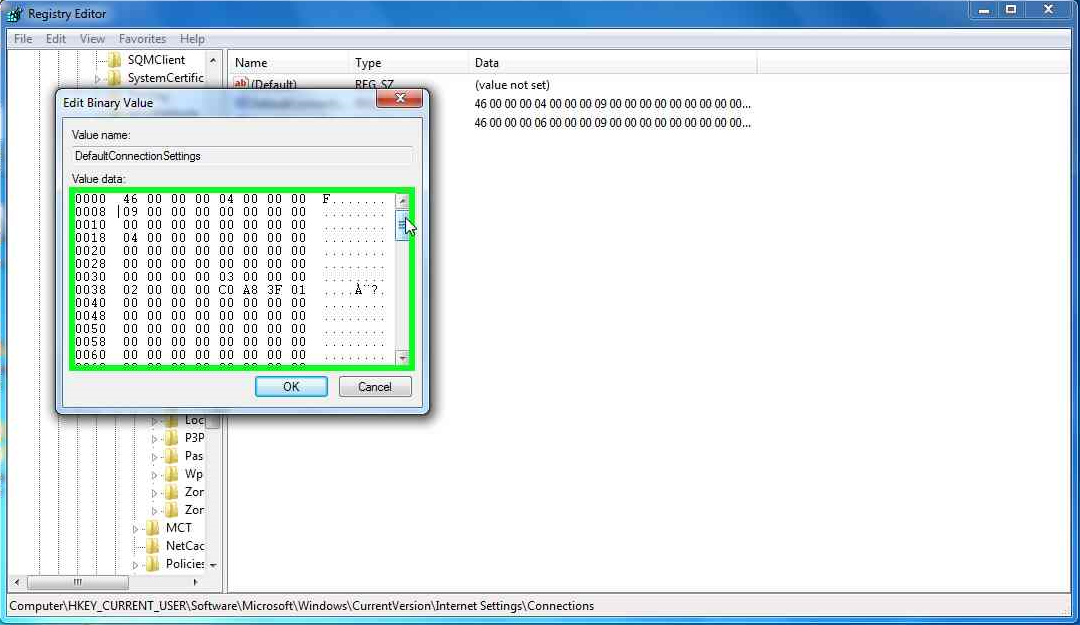 Registry Editor
File Edit View Favorites Help
SQMClient
SystemCertific
Name Type Data
(Default) REG_SZ (value not set)
46 00 00 00 04 00 00 00 09 00 00 00 00 00 00 00 00 00...
46 00 00 00 06 00 00 00 09 00 00 00 00 00 00 00 00 00...
Edit Binary Value
Value name:
DefaultConnectionSettings
Value data:
0000 46 00 00 00 04 00 00 00 F.......
0008 09 00 00 00 00 00 00 00 ........
0010 00 00 00 00 00 00 00 00 ........
0018 04 00 00 00 00 00 00 00 ........
0020 00 00 00 00 00 00 00 00 ........
0028 00 00 00 00 00 00 00 00 ........
0030 00 00 00 00 03 00 00 00 ........
0038 02 00 00 00 C0 A8 3F 01 ....À¨?.
0040 00 00 00 00 00 00 00 00 ........
0048 00 00 00 00 00 00 00 00 ........
0050 00 00 00 00 00 00 00 00 ........
0058 00 00 00 00 00 00 00 00 ........
0060 00 00 00 00 00 00 00 00 ........
OK Cancel
Loc
P3P
Pas
Wp
Zor
Zor
MCT
NetCac
Policies
Computer\HKEY_CURRENT_USER\Software\Microsoft\Windows\CurrentVersion\Internet Settings\Connections